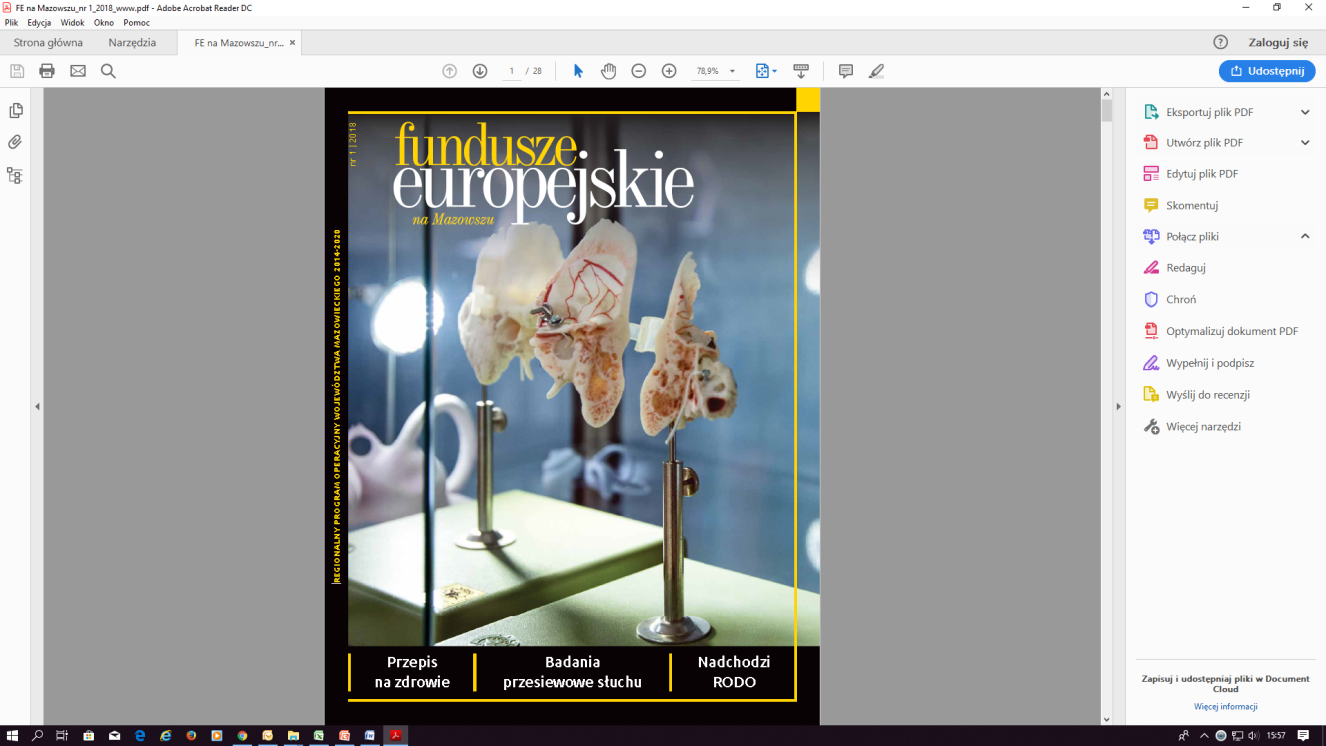 FE na Mazowszu_nr 1_2018_www.pdf - Adobe Acrobat Reader DC
Plik Edycja Widok Okno Pomoc
Strona główna Narzędzia FE na Mazowszu_nr... × Zaloguj się
1 / 28 78,9% Udostępnij
nr 1 | 2018
fundusze
europejskie
na Mazowszu
|REGIONALNY PROGRAM OPERACYJNY WOJEWÓDZTWA MAZOWIECKIEGO 2014-2020
Przepis
na zdrowie
Badania
przesiewowe słuchu
Nadchodzi
RODO
Eksportuj plik PDF
Utwórz plik PDF
Edytuj plik PDF
Skomentuj
Połącz pliki
Redaguj
Chroń
Optymalizuj dokument PDF
Wypełnij i podpisz
Wyślij do recenzji
Więcej narzędzi
Zapisuj i udostępniaj pliki w Document
Cloud
Więcej informacji
15:57